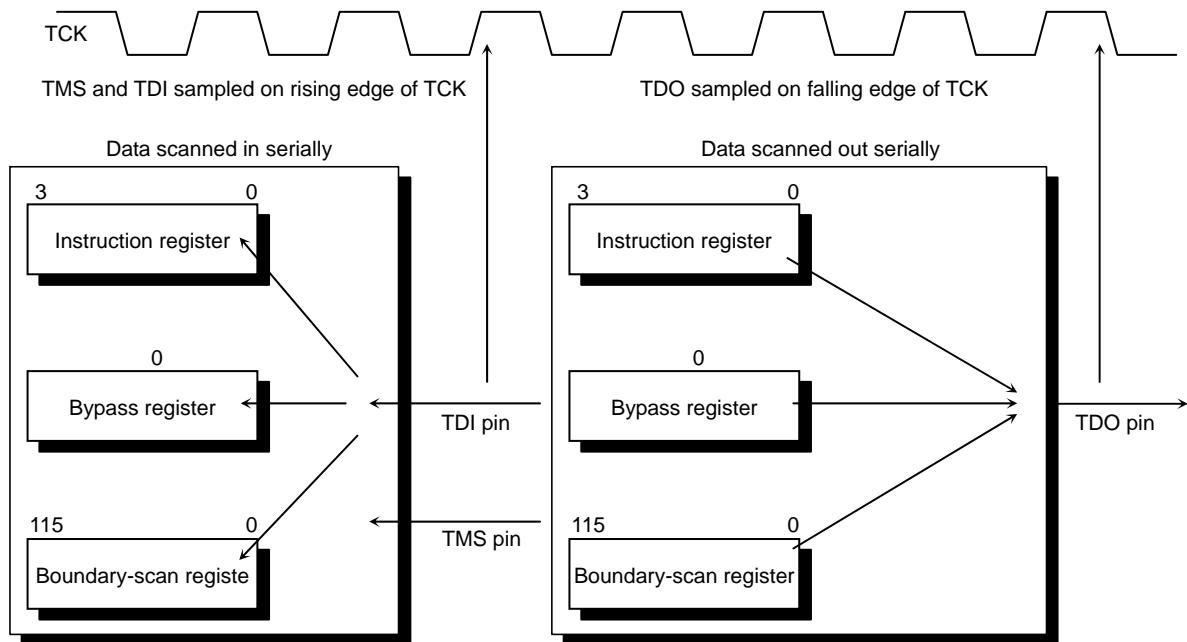 TCK
TMS and TDI sampled on rising edge of TCK
TDO sampled on falling edge of TCK
Data scanned in serially
3 0
Instruction register
0
Bypass register
115 0
Boundary-scan registe
TDI pin
TMS pin
Data scanned out serially
3 0
Instruction register
0
Bypass register
115 0
Boundary-scan register
TDO pin